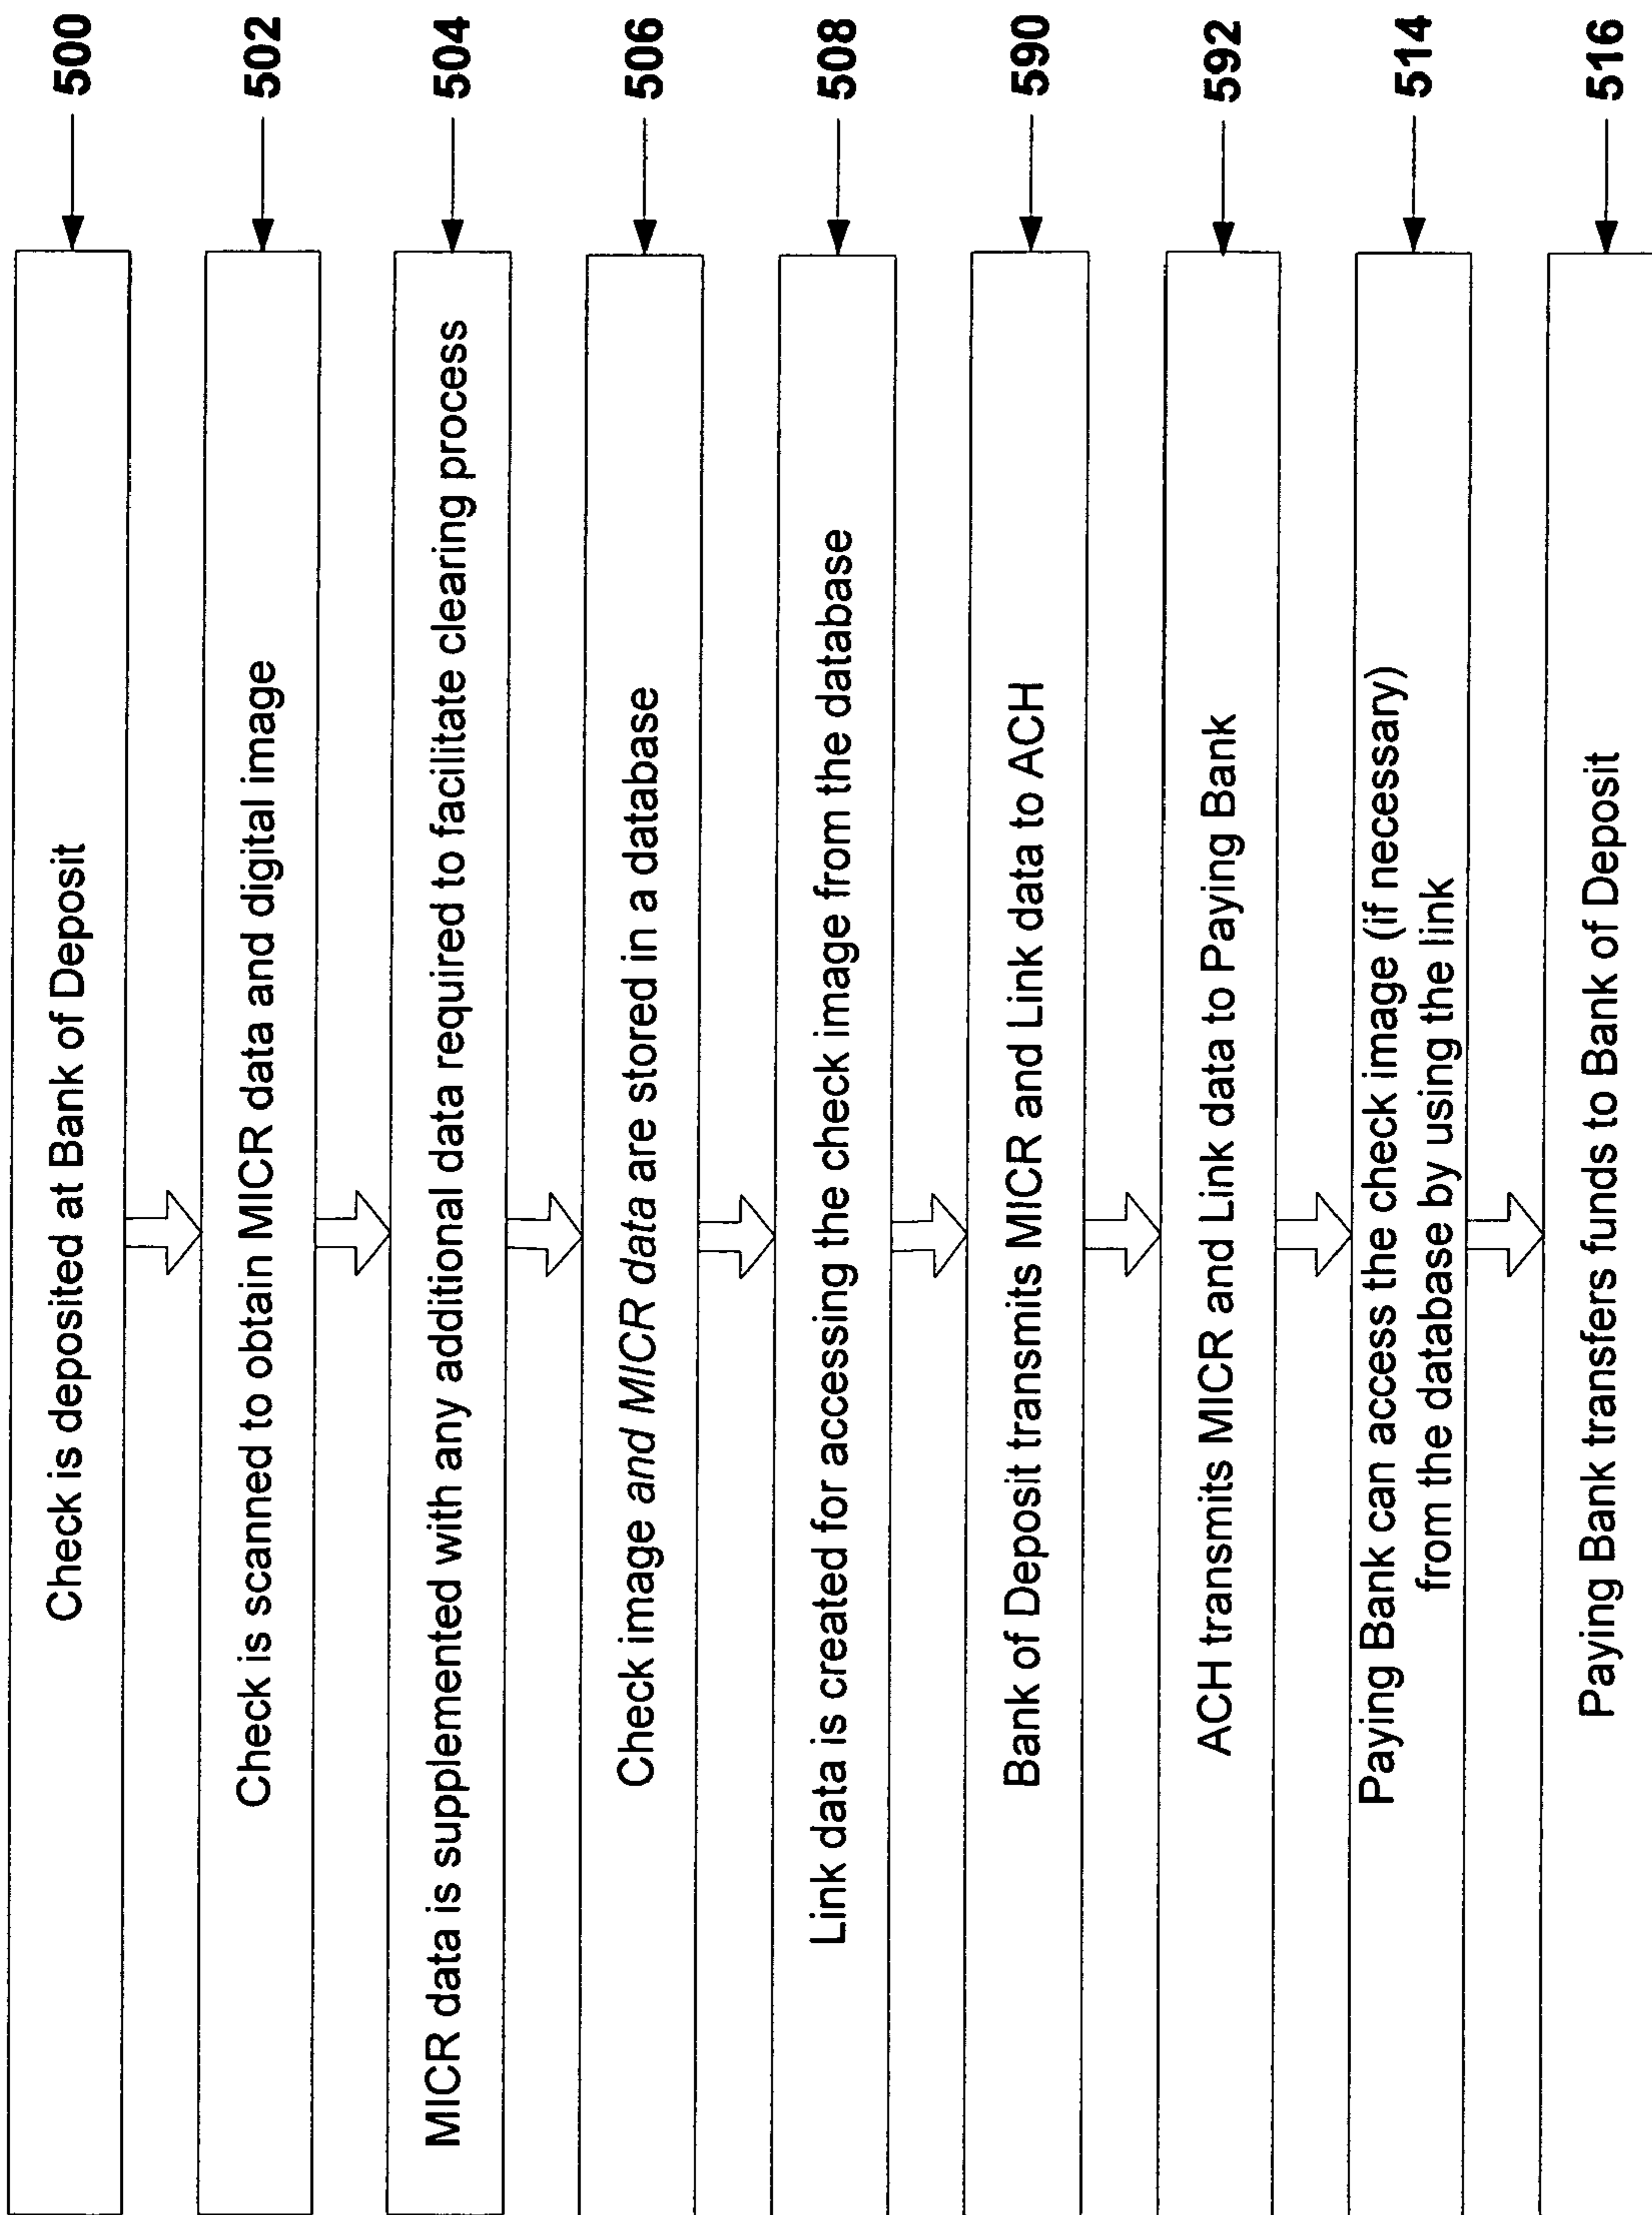 Check is deposited at Bank of Deposit
500
Check is scanned to obtain MICR data and digital image
502
MICR data is supplemented with any additional data required to facilitate clearing process
504
Check image and MICR data are stored in a database
506
Link data is created for accessing the check image from the database
508
Bank of Deposit transmits MICR and Link data to ACH
590
ACH transmits MICR and Link data to Paying Bank
592
Paying Bank can access the check image (if necessary)
from the database by using the link
514
Paying Bank transfers funds to Bank of Deposit
516